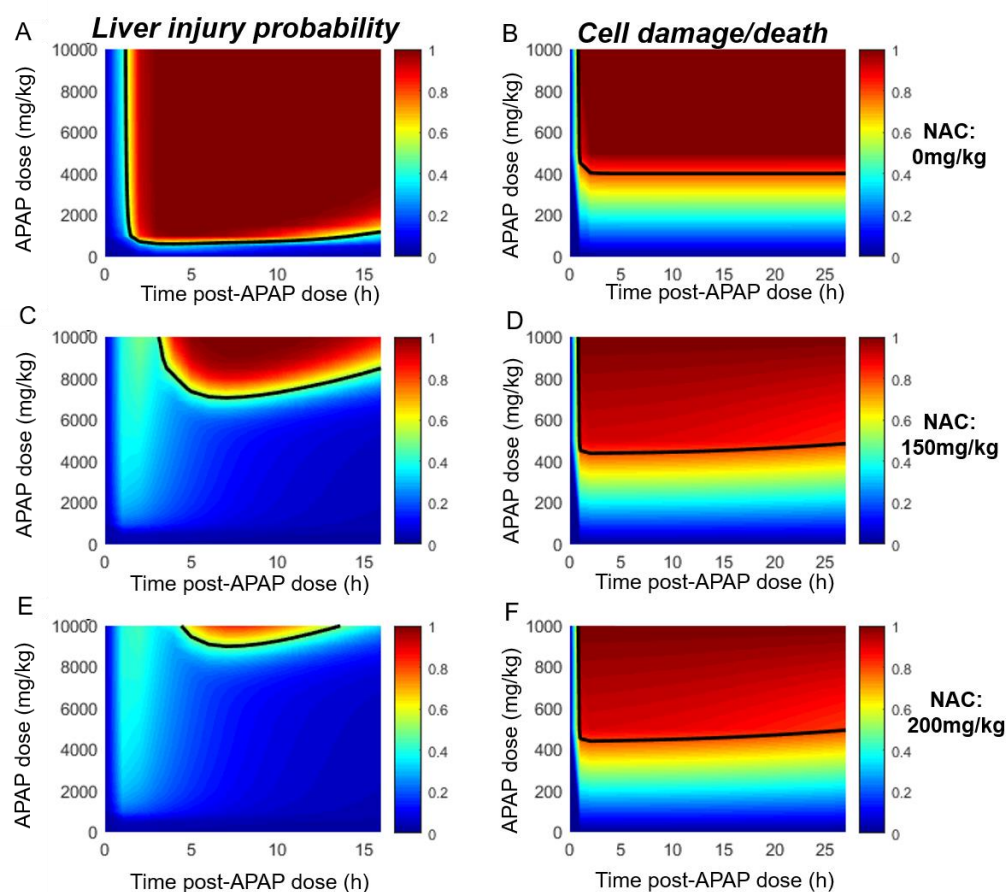 Liver injury probability
Cell damage/death
A
APAP dose (mg/kg)
10000
8000
6000
4000
2000
0
0 5 10 15
Time post-APAP dose (h)
1
0.8
0.6
0.4
0.2
0
B
APAP dose (mg/kg)
1000
800
600
400
200
0
0 5 10 15 20 25
Time post-APAP dose (h)
1
0.8
0.6
0.4
0.2
0
NAC:
0mg/kg
C
APAP dose (mg/kg)
10000
8000
6000
4000
2000
0
0 5 10 15
Time post-APAP dose (h)
1
0.8
0.6
0.4
0.2
0
D
APAP dose (mg/kg)
1000
800
600
400
200
0
0 5 10 15 20 25
Time post-APAP dose (h)
1
0.8
0.6
0.4
0.2
0
NAC:
150mg/kg
E
APAP dose (mg/kg)
10000
8000
6000
4000
2000
0
0 5 10 15
Time post-APAP dose (h)
1
0.8
0.6
0.4
0.2
0
F
APAP dose (mg/kg)
1000
800
600
400
200
0
0 5 10 15 20 25
Time post-APAP dose (h)
1
0.8
0.6
0.4
0.2
0
NAC:
200mg/kg